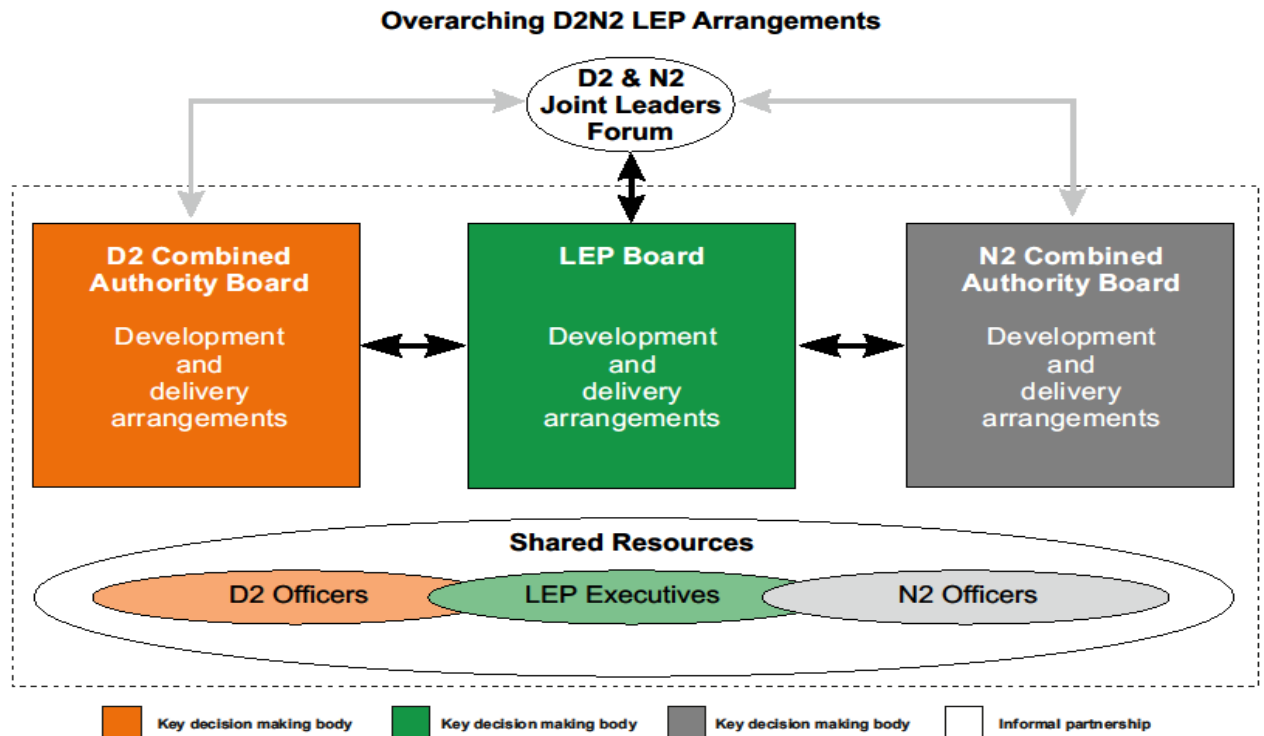 Overarching D2N2 LEP Arrangements
D2 & N2
Joint Leaders
Forum
D2 Combined
Authority Board
Development
and
delivery
arrangements
LEP Board
Development
and
delivery
arrangements
N2 Combined
Authority Board
Development
and
delivery
arrangements
Shared Resources
D2 Officers
LEP Executives
N2 Officers
Key decision making body
Key decision making body
Key decision making body
Informal partnership